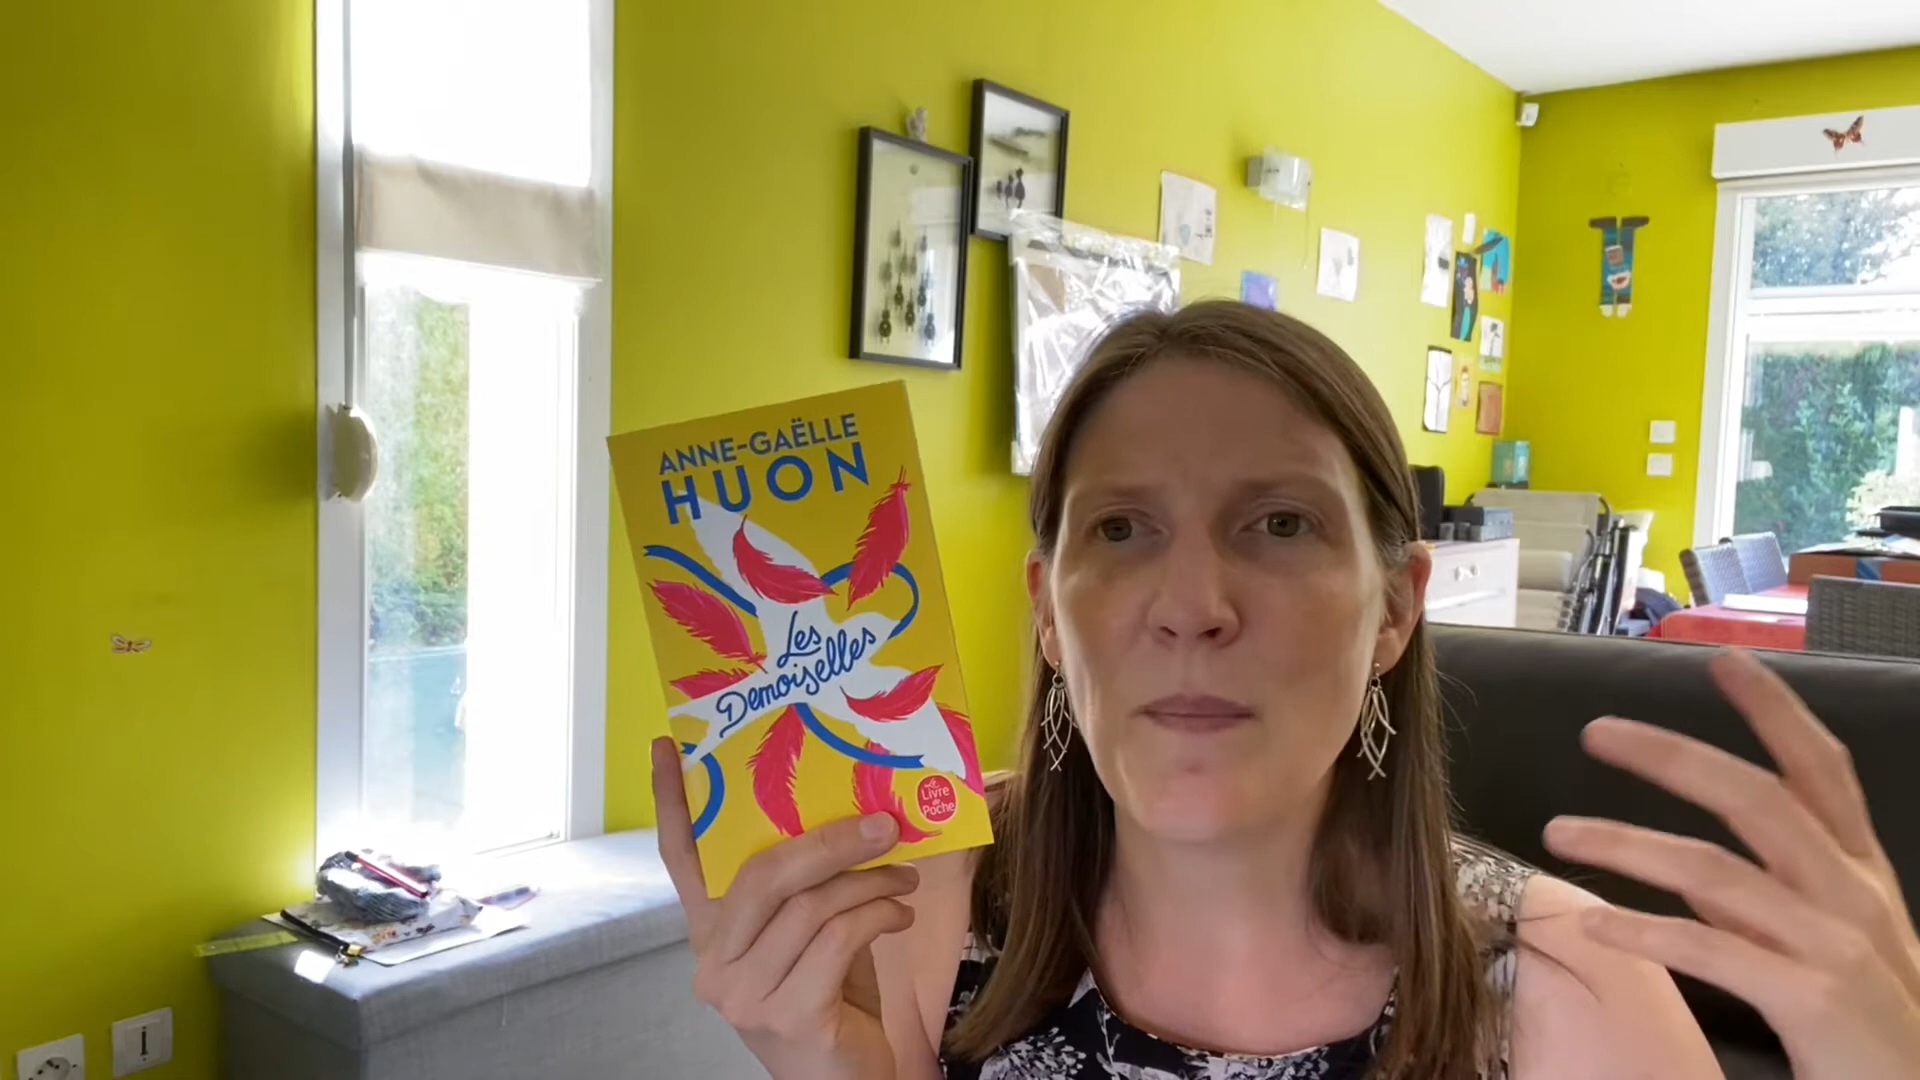 ANNE-GAËLLE
HUON
Les
Demoiselles
Le
Livre
de
Poche